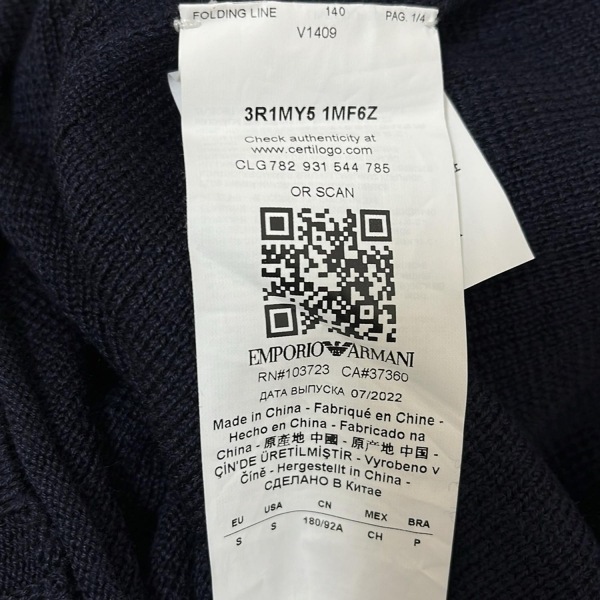 FOLDING LINE 140 PAG. 1/4
V1409
3R1MY5 1MF6Z
Check authenticity at
www.certilogo.com
CLG782 931 544 785
OR SCAN
EMPORIO ARMANI
RN#103723 CA#37360
ДАТА ВЫПУСКА 07/2022
Made in China - Fabriqué en Chine -
Hecho en China - Fabricado na
China - 原産地 中國 - 原产地 中国 -
ÇİN'DE ÜRETİLMİŞTİR - Vyrobeno v
Číně - Hergestellt in China -
СДЕЛАНО В Китае
EU USA CN MEX BRA
S S 180/92A CH P